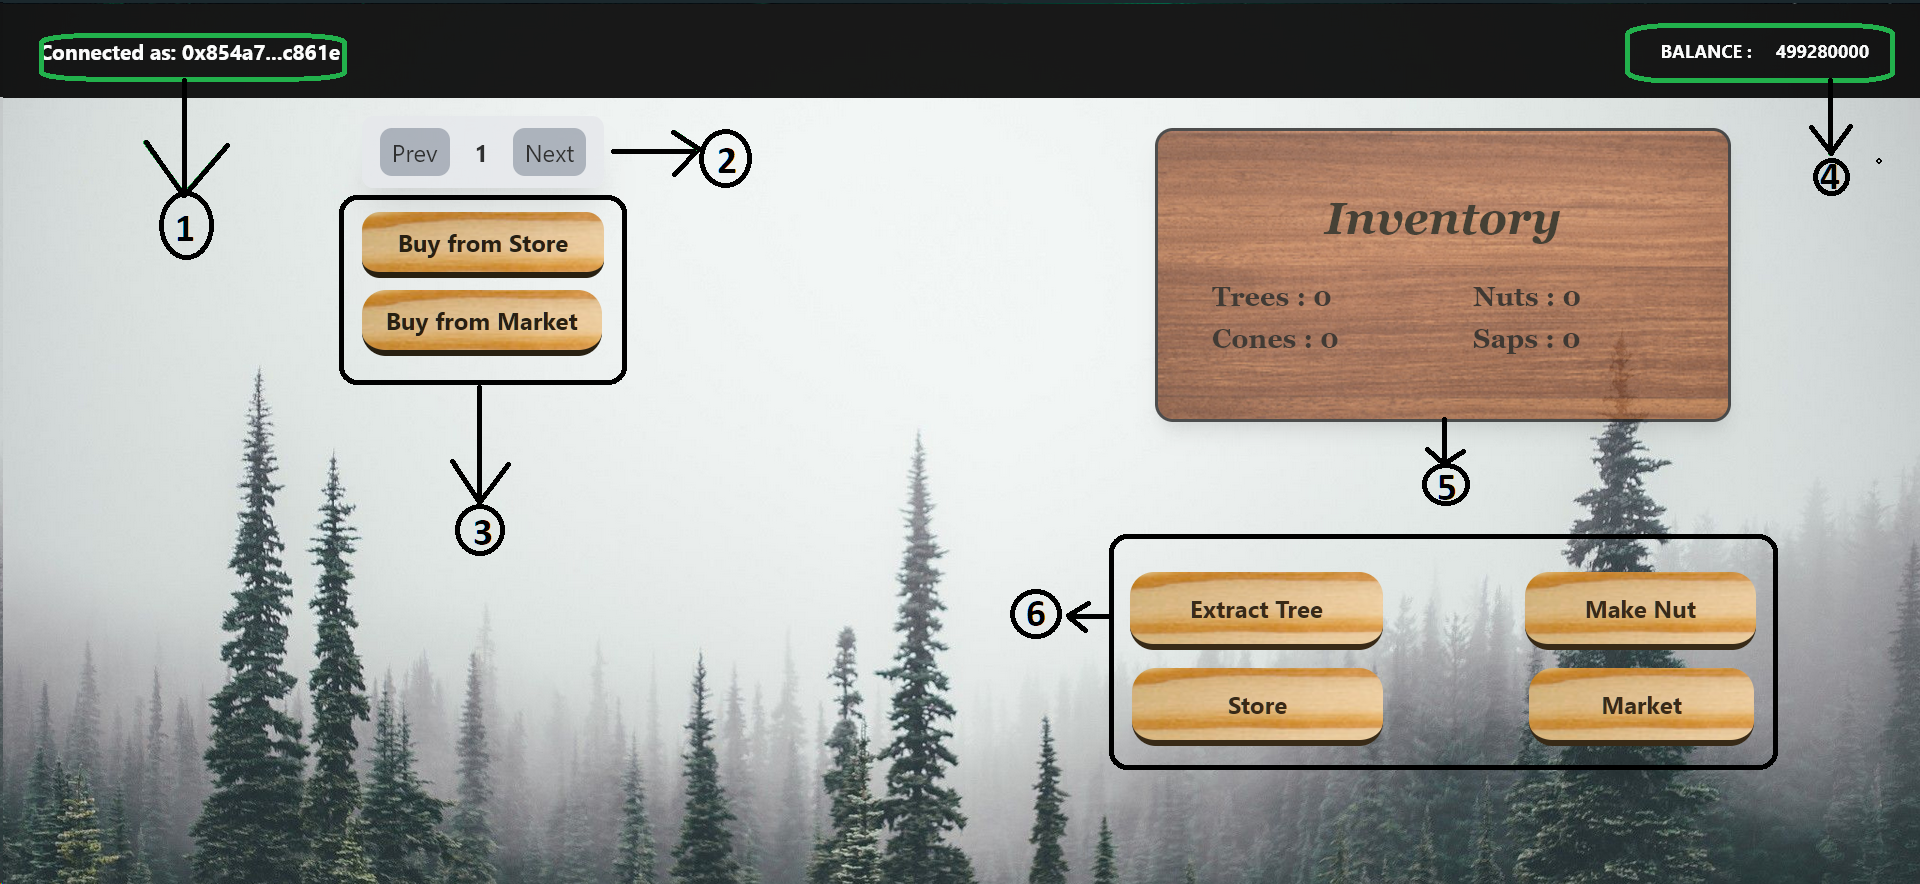 Connected as: 0x854a7...c861e
BALANCE : 499280000
Prev 1 Next
2
4
1
Buy from Store
Buy from Market
3
Inventory
Trees : 0 Nuts : 0
Cones : 0 Saps : 0
5
6
Extract Tree Make Nut
Store Market